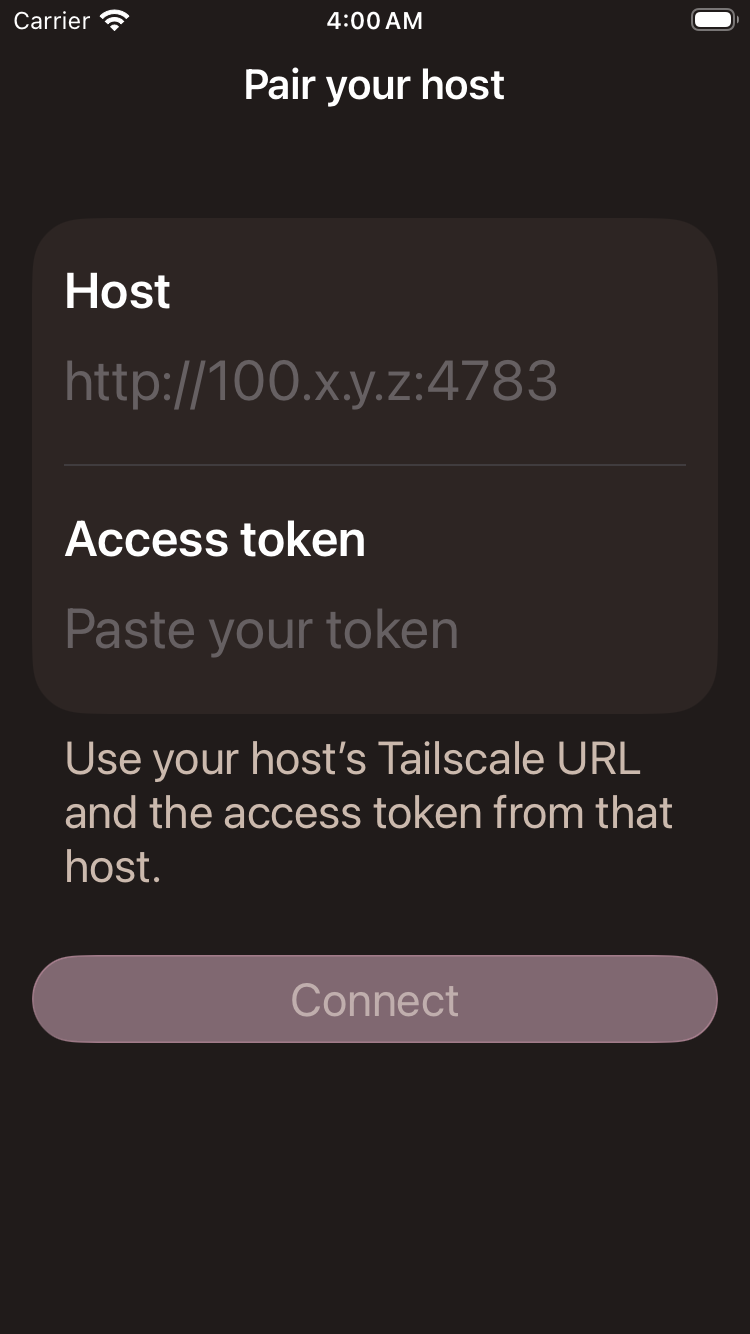 Carrier 4:00 AM
Pair your host
Host
http://100.x.y.z:4783
Access token
Paste your token
Use your host’s Tailscale URL
and the access token from that
host.
Connect